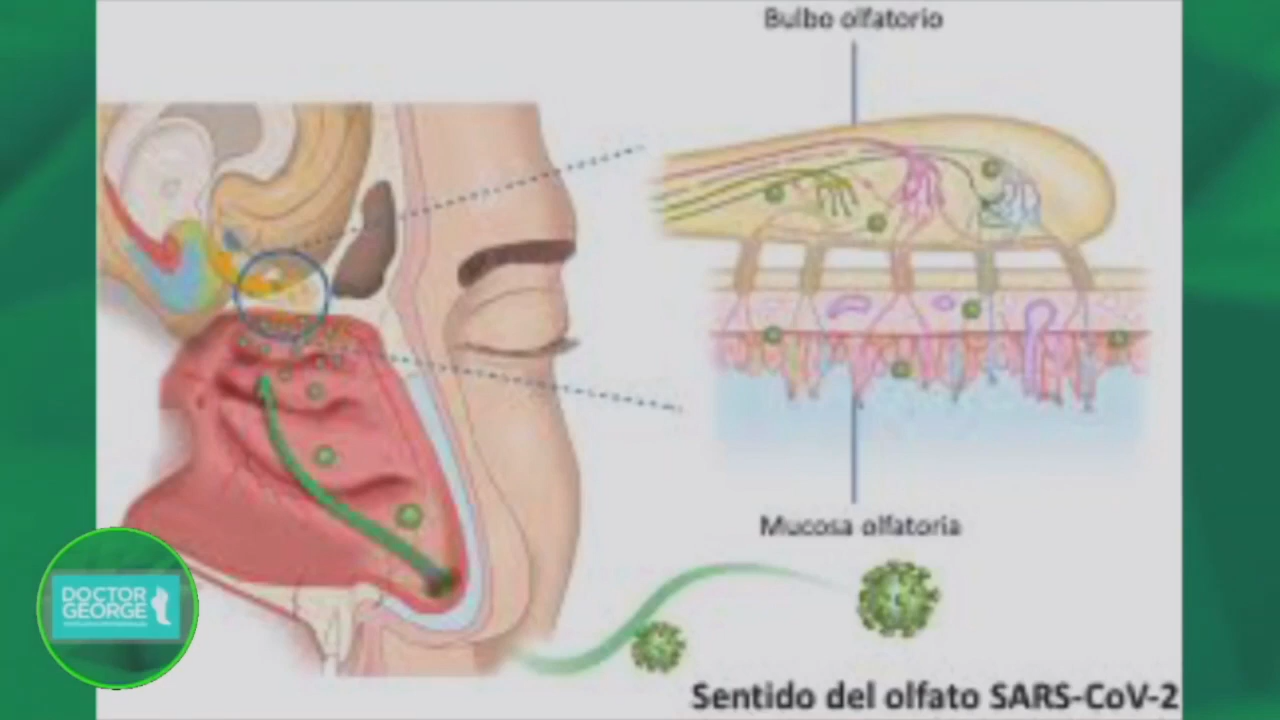 Bulbo olfatorio
Mucosa olfatoria
DOCTOR
GEORGE
Sentido del olfato SARS-CoV-2